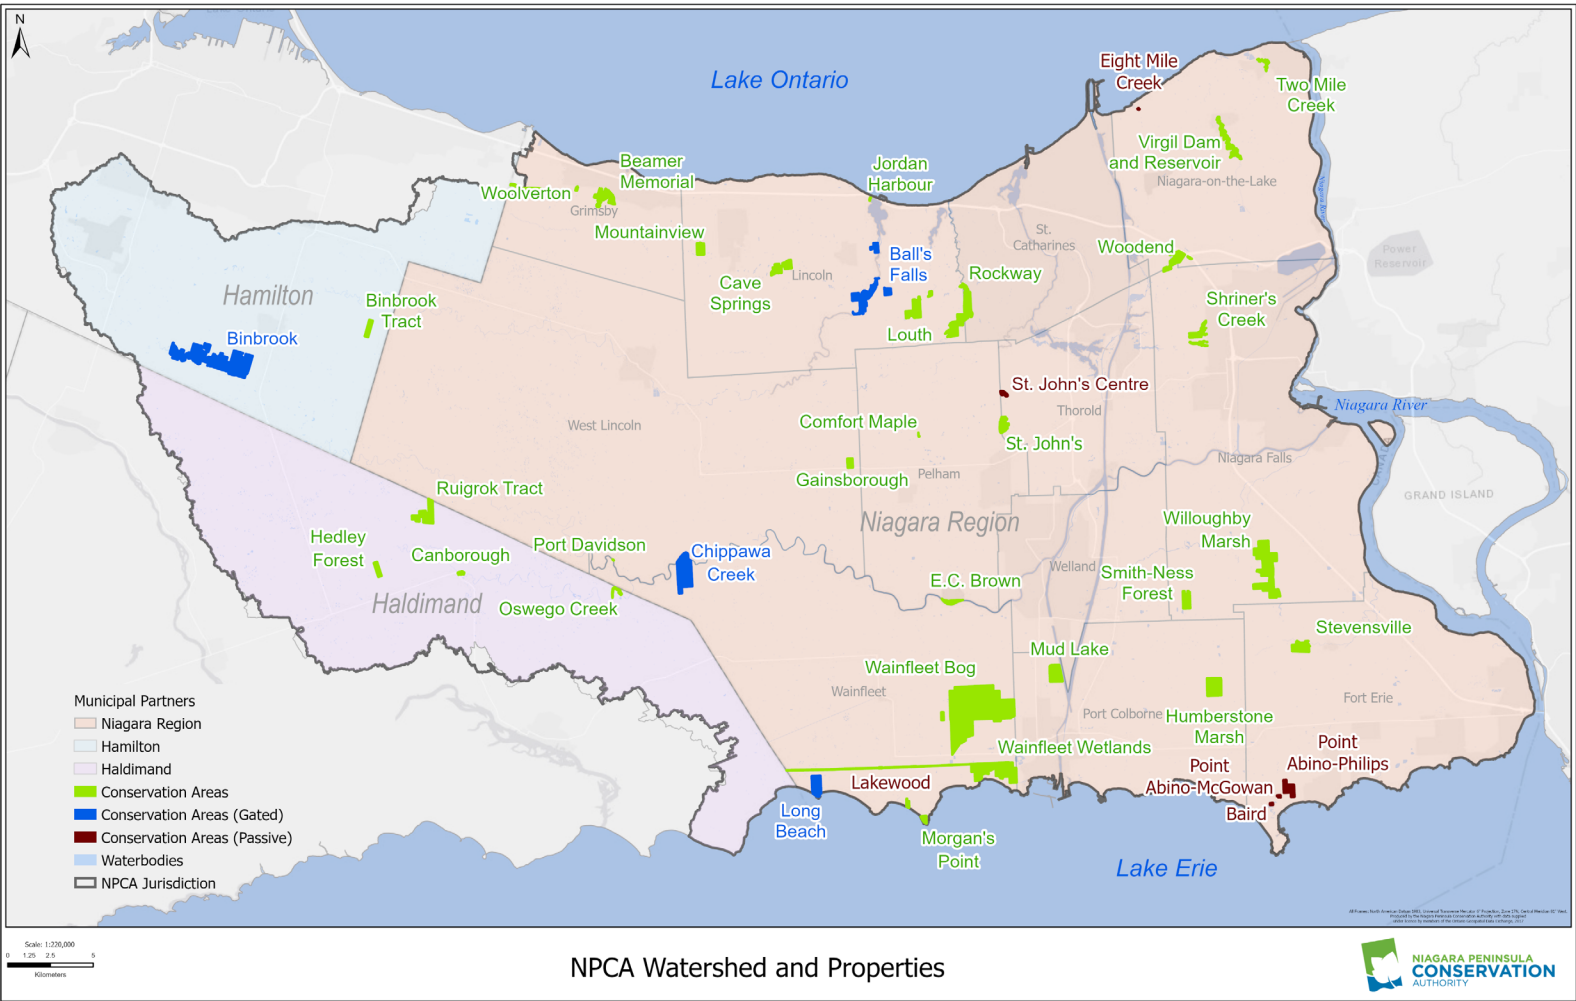 N
Lake Ontario
Eight Mile
Creek
Two Mile
Creek
Virgil Dam
and Reservoir
Niagara-on-the-Lake
Niagara River
Beamer
Memorial
Woolverton
Grimsby
Jordan
Harbour
Mountainview
St.
Catharines
Woodend
Power
Reservoir
Ball's
Falls
Rockway
Cave
Springs
Lincoln
Louth
Shriner's
Creek
Hamilton
Binbrook
Tract
Binbrook
St. John's Centre
Thorold
Niagara River
West Lincoln
Comfort Maple
St. John's
Gainsborough
Pelham
Niagara Falls
CANADA
GRAND ISLAND
Ruigrok Tract
Niagara Region
Willoughby
Marsh
Hedley
Forest
Canborough
Port Davidson
Chippawa
Creek
Welland
Smith-Ness
Forest
E.C. Brown
Haldimand
Oswego Creek
Stevensville
Mud Lake
Wainfleet Bog
Wainfleet
Port Colborne
Humberstone
Marsh
Fort Erie
Wainfleet Wetlands
Point
Abino-Philips
Point
Abino-McGowan
Baird
Lakewood
Long
Beach
Morgan's
Point
Lake Erie
Municipal Partners
Niagara Region
Hamilton
Haldimand
Conservation Areas
Conservation Areas (Gated)
Conservation Areas (Passive)
Waterbodies
NPCA Jurisdiction
Scale: 1:220,000
0 1.25 2.5 5
Kilometers
NPCA Watershed and Properties
NIAGARA PENINSULA
CONSERVATION
AUTHORITY